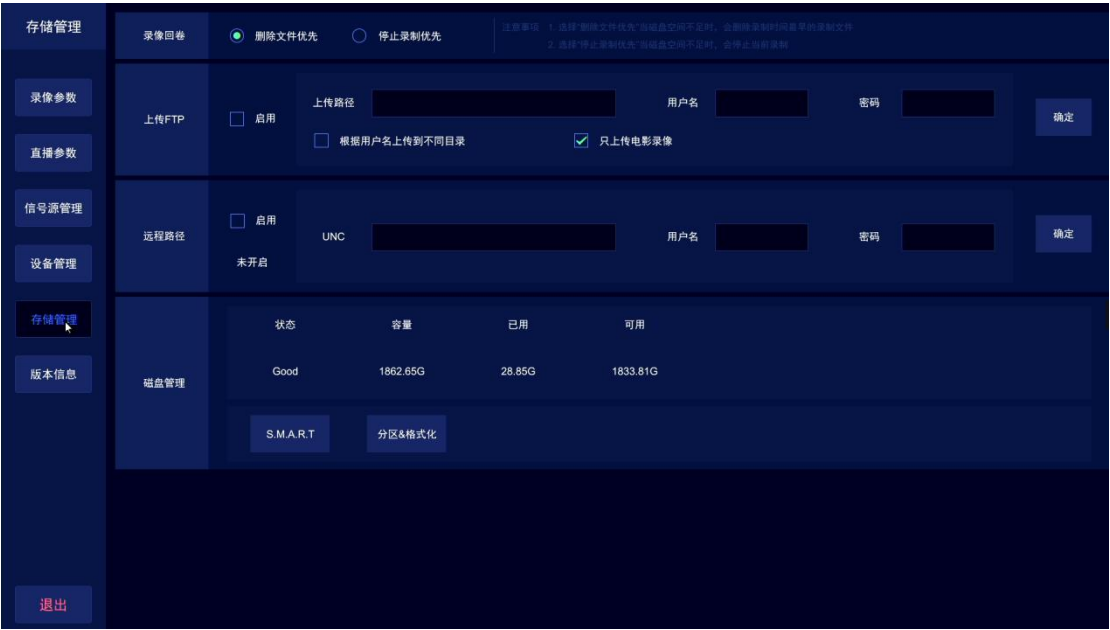 存储管理
录像参数
直播参数
信号源管理
设备管理
存储管理
版本信息
退出
录像回卷
删除文件优先
停止录制优先
注意事项 1. 选择"删除文件优先"当磁盘空间不足时，会删除录制时间最早的录制文件
2. 选择"停止录制优先"当磁盘空间不足时，会停止当前录制
上传FTP
启用
上传路径
用户名
密码
确定
根据用户名上传到不同目录
只上传电影录像
远程路径
启用
未开启
UNC
用户名
密码
确定
磁盘管理
状态 容量 已用 可用
Good 1862.65G 28.85G 1833.81G
S.M.A.R.T
分区&格式化